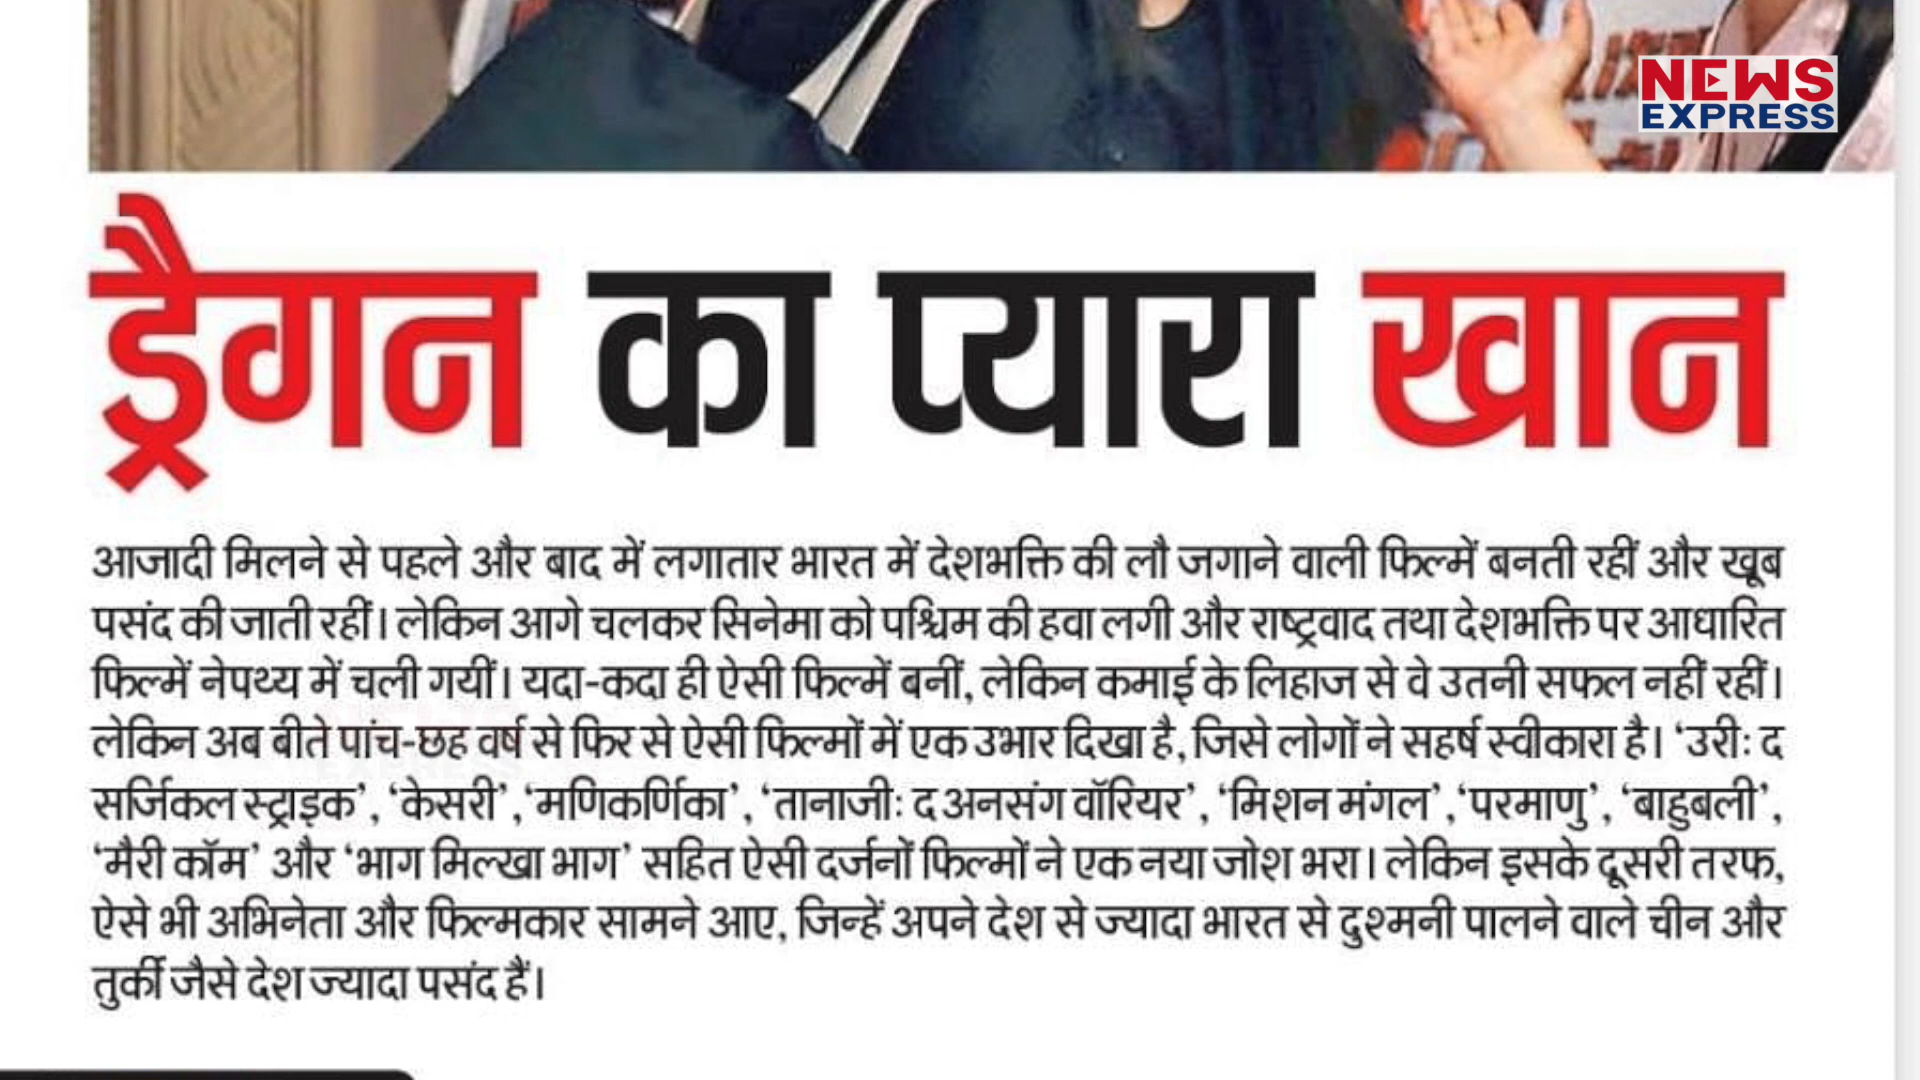 NEWS
EXPRESS
ड्रैगन का प्यारा खान
आजादी मिलने से पहले और बाद में लगातार भारत में देशभक्ति की लौ जगाने वाली फिल्में बनती रहीं और खूब
पसंद की जाती रहीं। लेकिन आगे चलकर सिनेमा को पश्चिम की हवा लगी और राष्ट्रवाद तथा देशभक्ति पर आधारित
फिल्में नेपथ्य में चली गयीं। यदा-कदा ही ऐसी फिल्में बनीं, लेकिन कमाई के लिहाज से वे उतनी सफल नहीं रहीं।
लेकिन अब बीते पांच-छह वर्ष से फिर से ऐसी फिल्मों में एक उभार दिखा है, जिसे लोगों ने सहर्ष स्वीकारा है। ‘उरीः द
सर्जिकल स्ट्राइक’, ‘केसरी’,‘मणिकर्णिका’, ‘तानाजीः द अनसंग वॉरियर’, ‘मिशन मंगल’,‘परमाणु’, ‘बाहुबली’,
‘मैरी कॉम’ और ‘भाग मिल्खा भाग’ सहित ऐसी दर्जनों फिल्मों ने एक नया जोश भरा। लेकिन इसके दूसरी तरफ,
ऐसे भी अभिनेता और फिल्मकार सामने आए, जिन्हें अपने देश से ज्यादा भारत से दुश्मनी पालने वाले चीन और
तुर्की जैसे देश ज्यादा पसंद हैं।